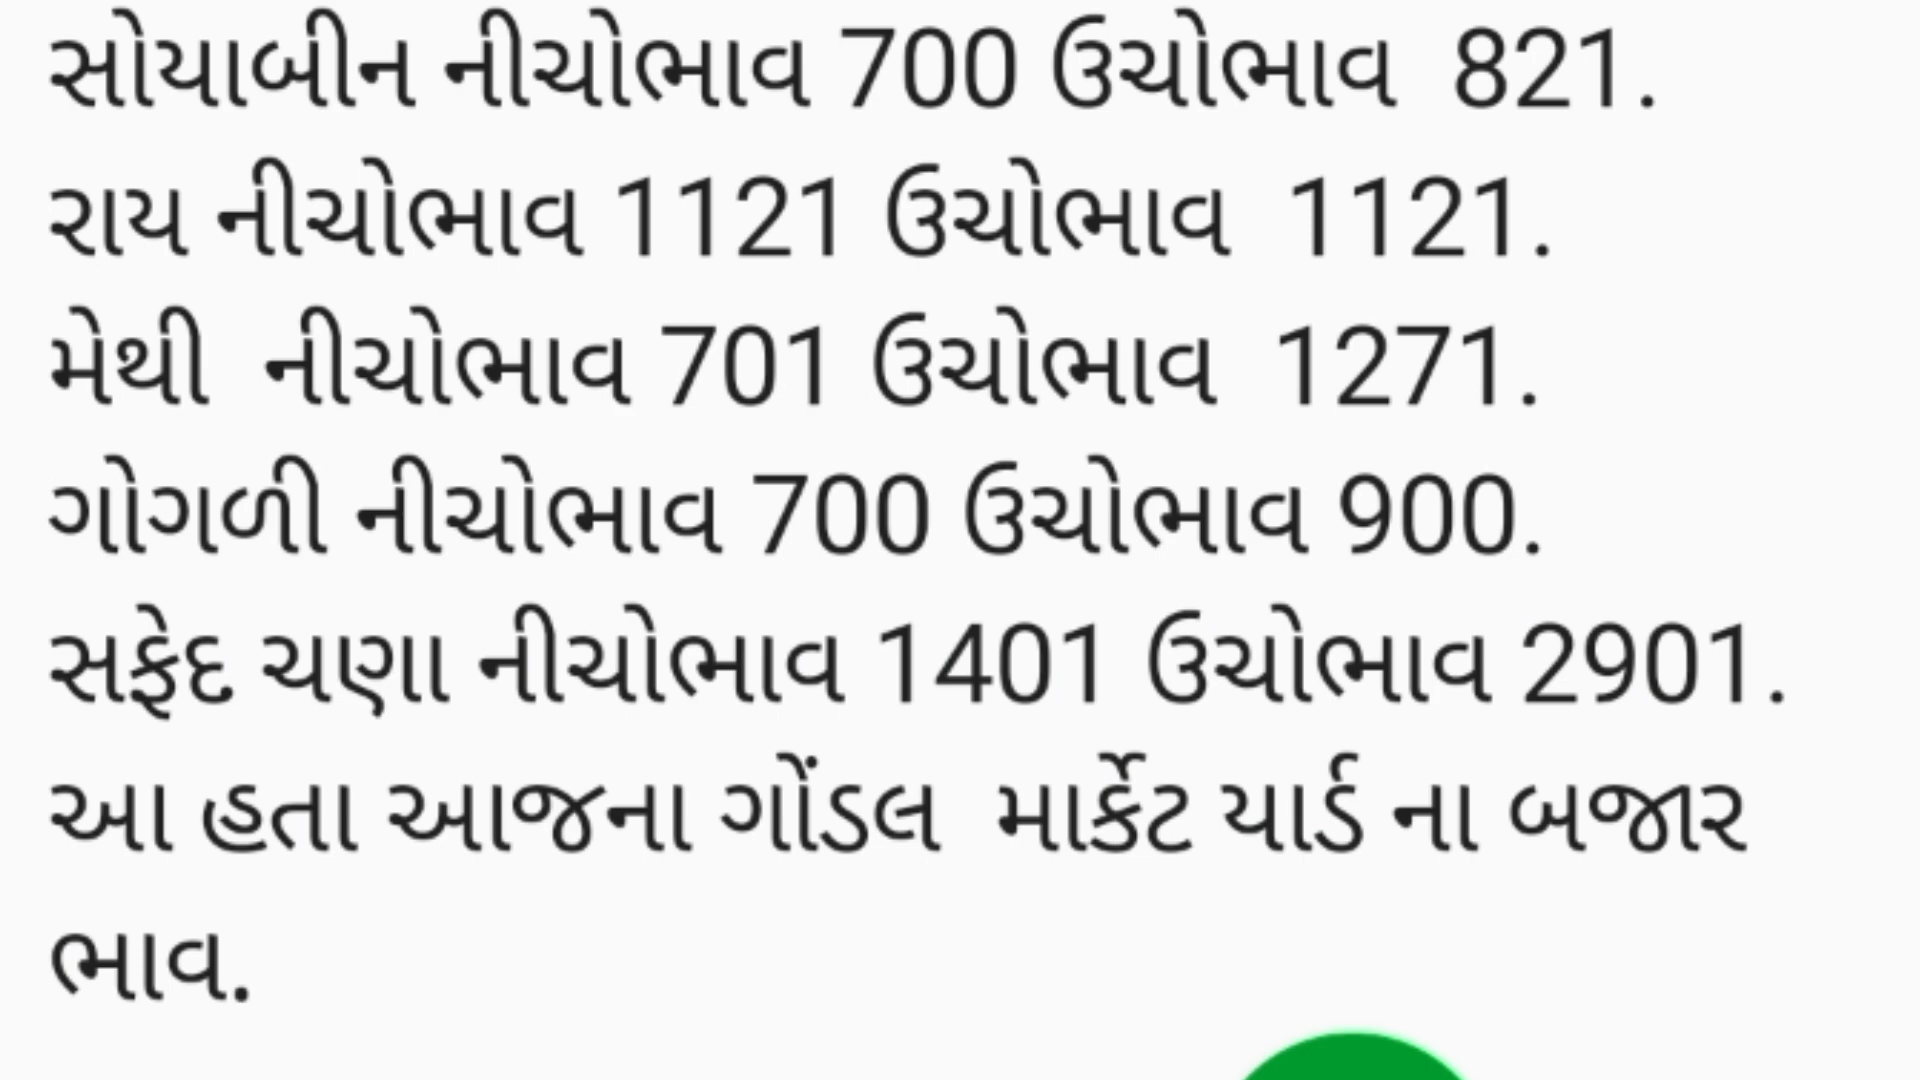 સોયાબીન નીચોભાવ 700 ઉચોભાવ 821.
રાય નીચોભાવ 1121 ઉચોભાવ 1121.
મેથી નીચોભાવ 701 ઉચોભાવ 1271.
ગોગળી નીચોભાવ 700 ઉચોભાવ 900.
સફેદ ચણા નીચોભાવ 1401 ઉચોભાવ 2901.
આ હતા આજના ગોંડલ માર્કેટ યાર્ડ ના બજાર
ભાવ.